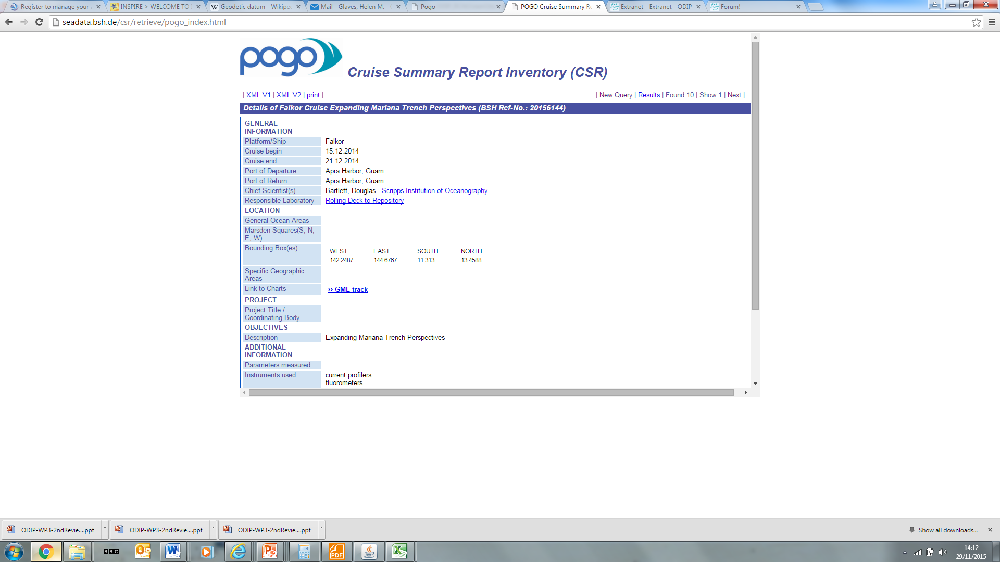 Register to manage your a
INSPIRE > WELCOME TO I
Geodetic datum - Wikipec
Mail - Glaves, Helen M. - O
Pogo
POGO Cruise Summary Re
Extranet - Extranet - ODIP
Forum!
seadata.bsh.de/csr/retrieve/pogo_index.html
pogo
Cruise Summary Report Inventory (CSR)
| XML V1 | XML V2 | print |
| New Query | Results | Found 10 | Show 1 | Next |
Details of Falkor Cruise Expanding Mariana Trench Perspectives (BSH Ref-No.: 20156144)
GENERAL
INFORMATION
Platform/Ship Falkor
Cruise begin 15.12.2014
Cruise end 21.12.2014
Port of Departure Apra Harbor, Guam
Port of Return Apra Harbor, Guam
Chief Scientist(s) Bartlett, Douglas - Scripps Institution of Oceanography
Responsible Laboratory Rolling Deck to Repository
LOCATION
General Ocean Areas
Marsden Squares(S, N,
E, W)
Bounding Box(es)
WEST EAST SOUTH NORTH
142.2487 144.6767 11.313 13.4588
Specific Geographic
Areas
Link to Charts ›› GML track
PROJECT
Project Title /
Coordinating Body
OBJECTIVES
Description Expanding Mariana Trench Perspectives
ADDITIONAL
INFORMATION
Parameters measured
Instruments used current profilers
fluorometers
ODIP-WP3-2ndRevie....ppt
ODIP-WP3-2ndRevie....ppt
ODIP-WP3-2ndRevie....ppt
Show all downloads...
BBC
PDF
14:12
29/11/2015